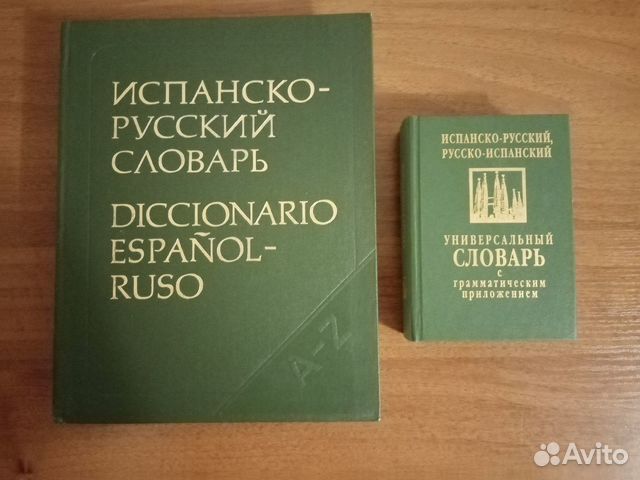 ИСПАНСКО-
РУССКИЙ
СЛОВАРЬ
DICCIONARIO
ESPAÑOL-
RUSO
A-Z
ИСПАНСКО-РУССКИЙ,
РУССКО-ИСПАНСКИЙ
УНИВЕРСАЛЬНЫЙ
СЛОВАРЬ
с
грамматическим
приложением
Avito